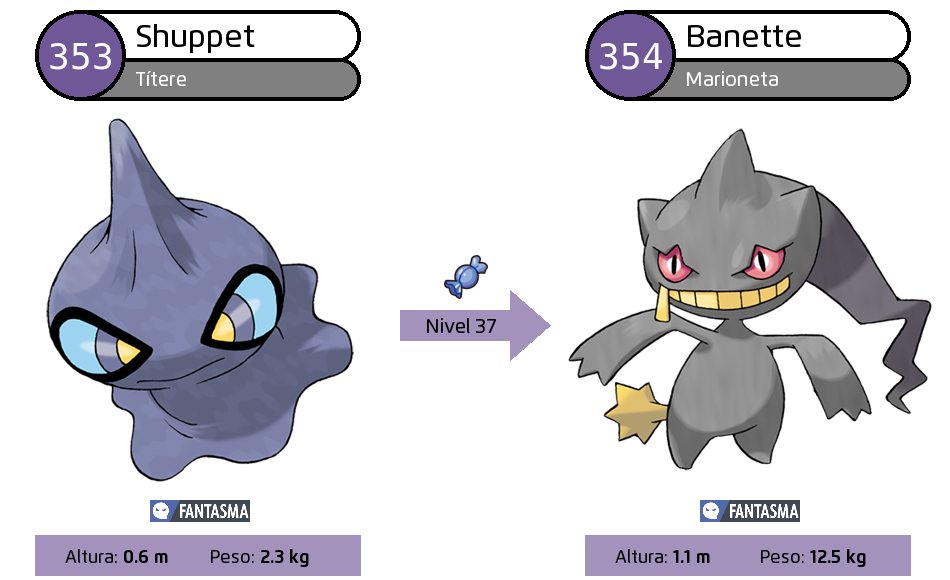 353 Shuppet
Títere
354 Banette
Marioneta
Nivel 37
FANTASMA
FANTASMA
Altura: 0.6 m Peso: 2.3 kg
Altura: 1.1 m Peso: 12.5 kg